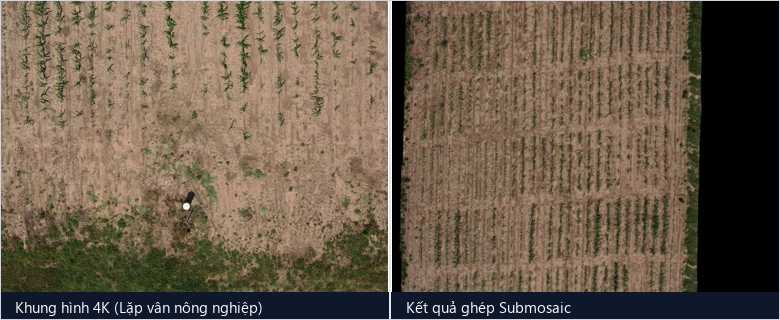 Khung hình 4K (Lặp vân nông nghiệp)
Kết quả ghép Submosaic